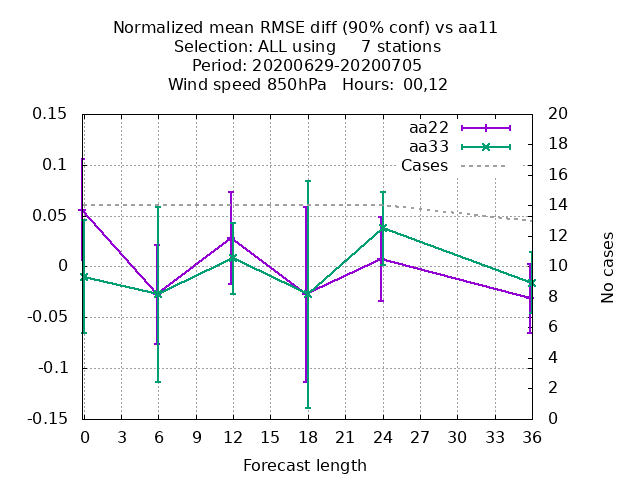 Normalized mean RMSE diff (90% conf) vs aa11
Selection: ALL using     7 stations
Period: 20200629-20200705
Wind speed 850hPa   Hours:  00,12
aa22
aa33
Cases
0.15
0.1
0.05
0
-0.05
-0.1
-0.15
20
18
16
14
12
10
8
6
4
2
0
No cases
0 3 6 9 12 15 18 21 24 27 30 33 36
Forecast length